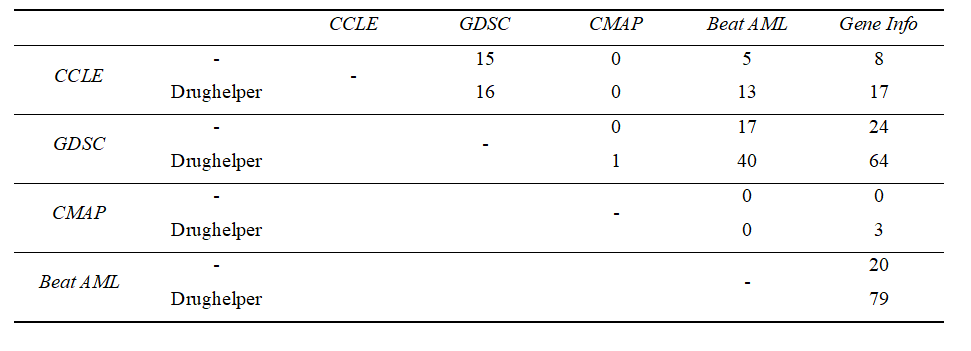 CCLE GDSC CMAP Beat AML Gene Info
- 15 0 5 8
CCLE -
Drughelper 16 0 13 17
- 0 17 24
GDSC -
Drughelper 1 40 64
- 0 0
CMAP -
Drughelper 0 3
- 20
Beat AML -
Drughelper 79